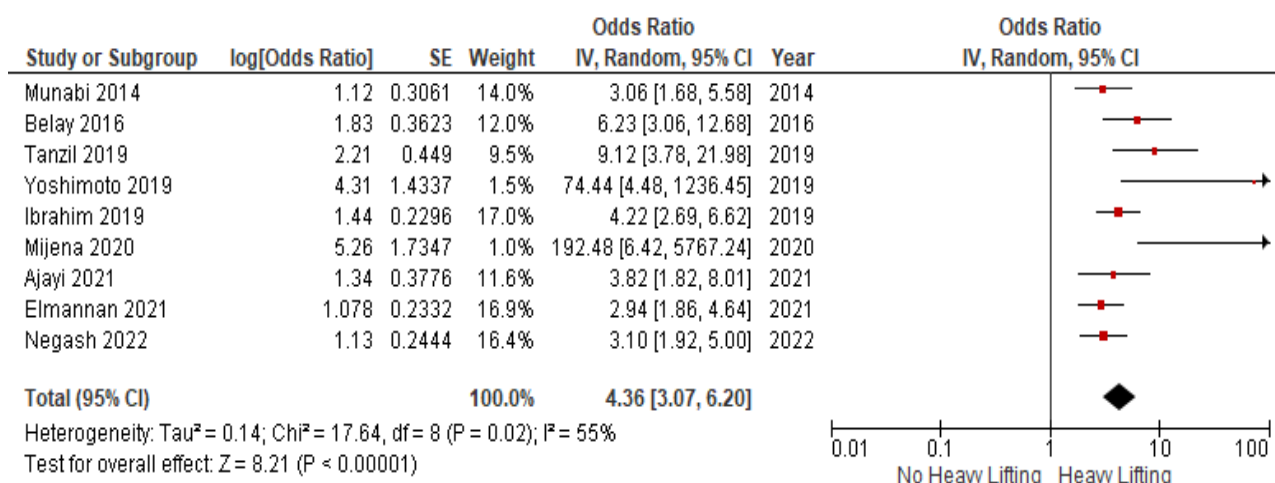 Odds Ratio Odds Ratio
Study or Subgroup log[Odds Ratio] SE Weight IV, Random, 95% CI Year IV, Random, 95% CI
Munabi 2014 1.12 0.3061 14.0% 3.06 [1.68, 5.58] 2014
Belay 2016 1.83 0.3623 12.0% 6.23 [3.06, 12.68] 2016
Tanzil 2019 2.21 0.449 9.5% 9.12 [3.78, 21.98] 2019
Yoshimoto 2019 4.31 1.4337 1.5% 74.44 [4.48, 1236.45] 2019
Ibrahim 2019 1.44 0.2296 17.0% 4.22 [2.69, 6.62] 2019
Mijena 2020 5.26 1.7347 1.0% 192.48 [6.42, 5767.24] 2020
Ajayi 2021 1.34 0.3776 11.6% 3.82 [1.82, 8.01] 2021
Elmannan 2021 1.078 0.2332 16.9% 2.94 [1.86, 4.64] 2021
Negash 2022 1.13 0.2444 16.4% 3.10 [1.92, 5.00] 2022
Total (95% CI) 100.0% 4.36 [3.07, 6.20]
Heterogeneity: Tau² = 0.14; Chi² = 17.64, df = 8 (P = 0.02); I² = 55%
Test for overall effect: Z = 8.21 (P < 0.00001)
0.01 0.1 1 10 100
No Heavy Lifting Heavy Lifting